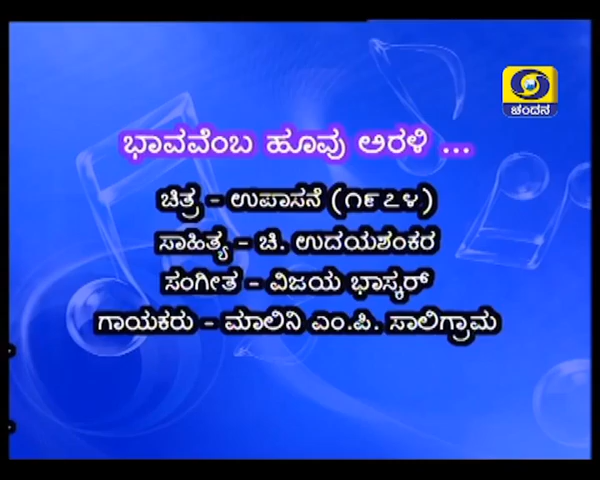 ಚಂದನ
ಭಾವವೆಂಬ ಹೂವು ಅರಳಿ ...
ಚಿತ್ರ - ಉಪಾಸನೆ (೧೯೭೪)
ಸಾಹಿತ್ಯ - ಚಿ. ಉದಯಶಂಕರ
ಸಂಗೀತ - ವಿಜಯ ಭಾಸ್ಕರ್
ಗಾಯಕರು - ಮಾಲಿನಿ ಎಂ.ಪಿ. ಸಾಲಿಗ್ರಾಮ